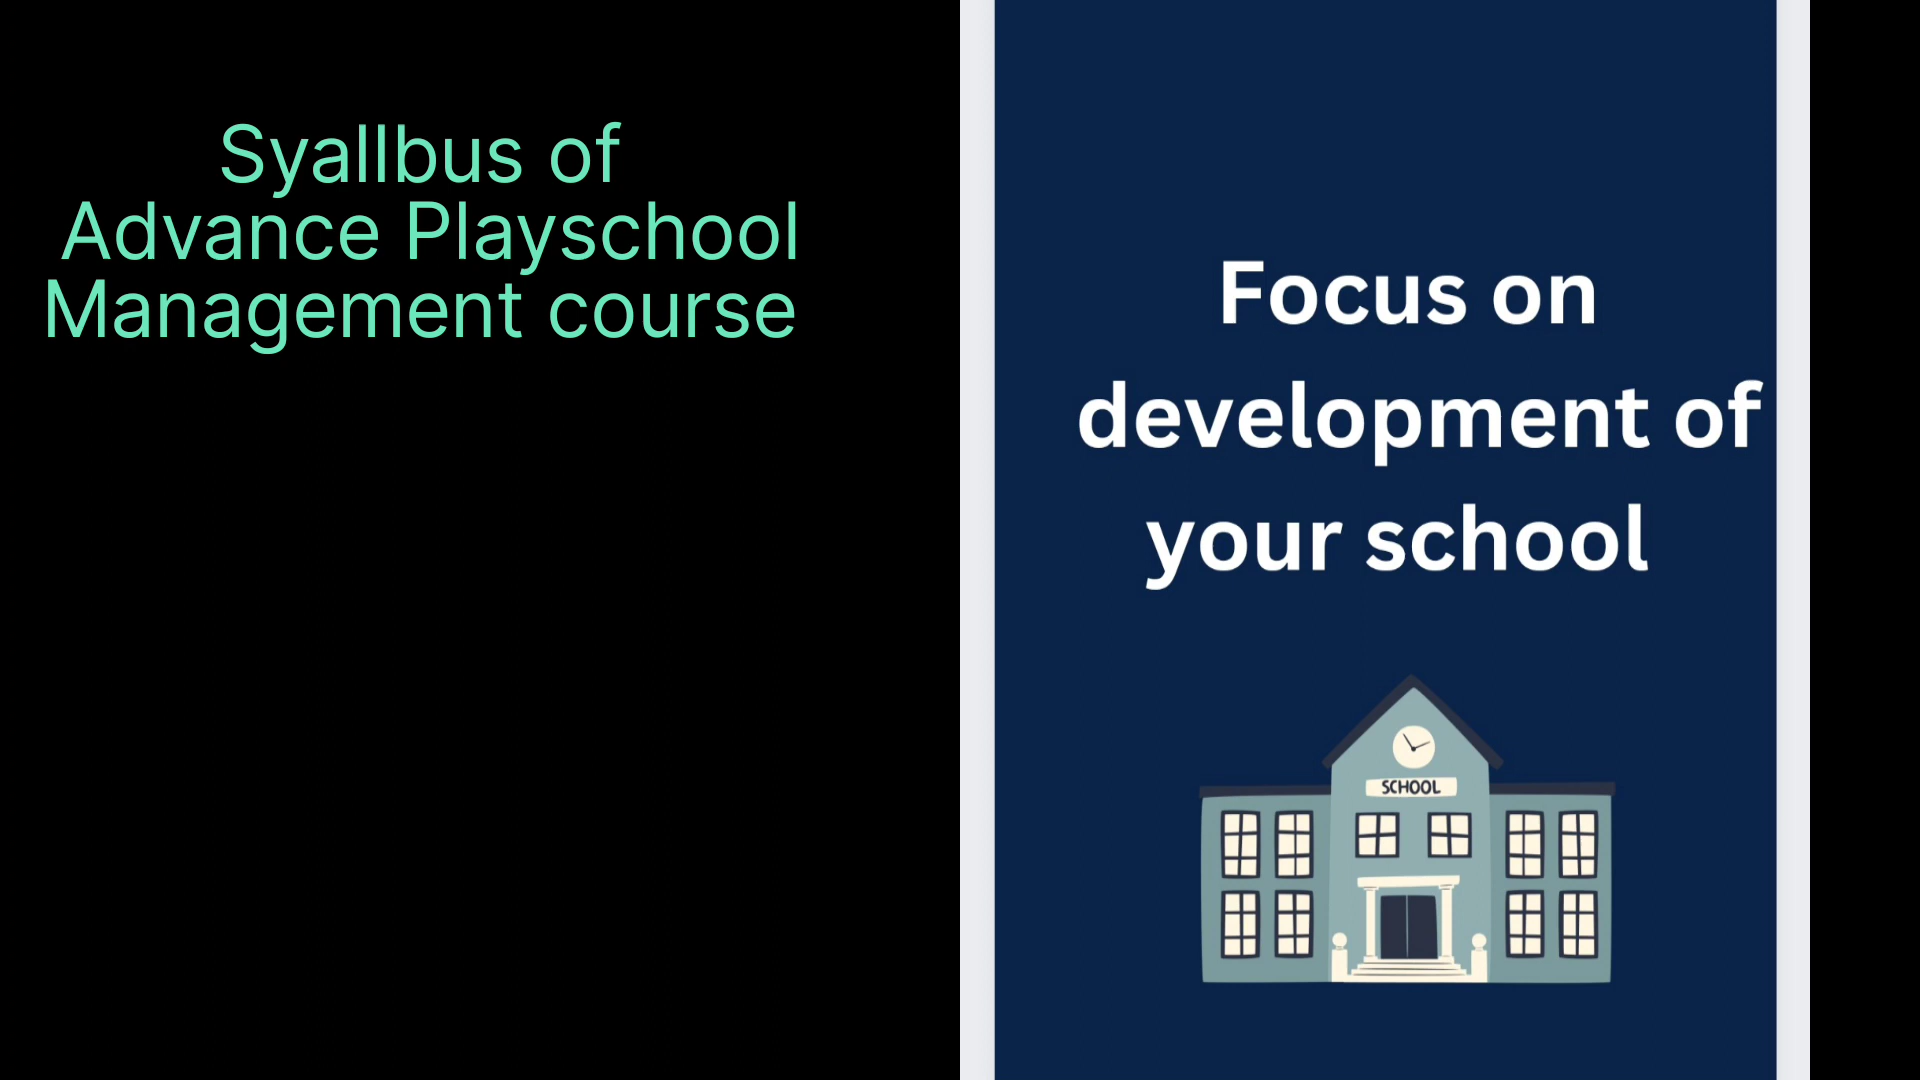 Syallbus of
Advance Playschool
Management course
Focus on
development of
your school
SCHOOL